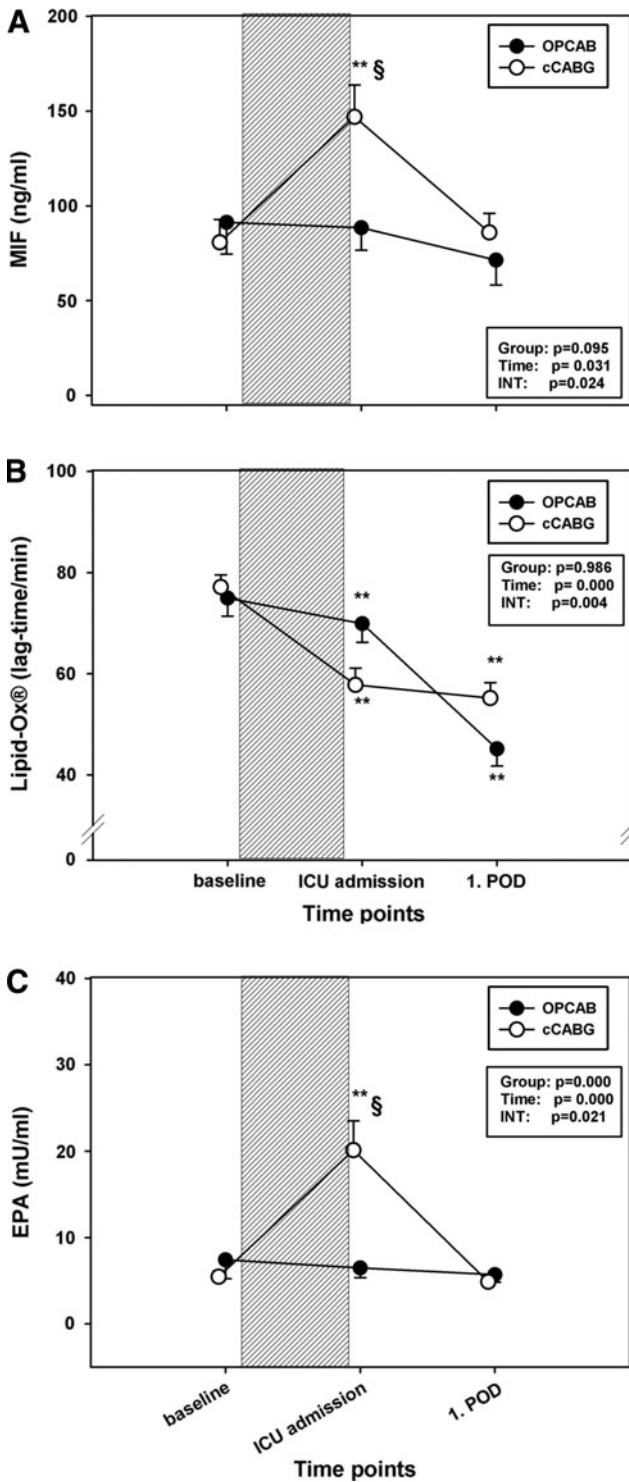 A
200
150
100
50
0
MIF (ng/ml)
** §
OPCAB
cCABG
Group: p=0.095
Time: p= 0.031
INT: p=0.024
B
100
80
60
40
0
Lipid-Ox® (lag-time/min)
OPCAB
cCABG
Group: p=0.986
Time: p= 0.000
INT: p=0.004
**
**
**
**
baseline ICU admission 1. POD
Time points
C
40
30
20
10
0
EPA (mU/ml)
** §
OPCAB
cCABG
Group: p=0.000
Time: p= 0.000
INT: p=0.021
baseline ICU admission 1. POD
Time points